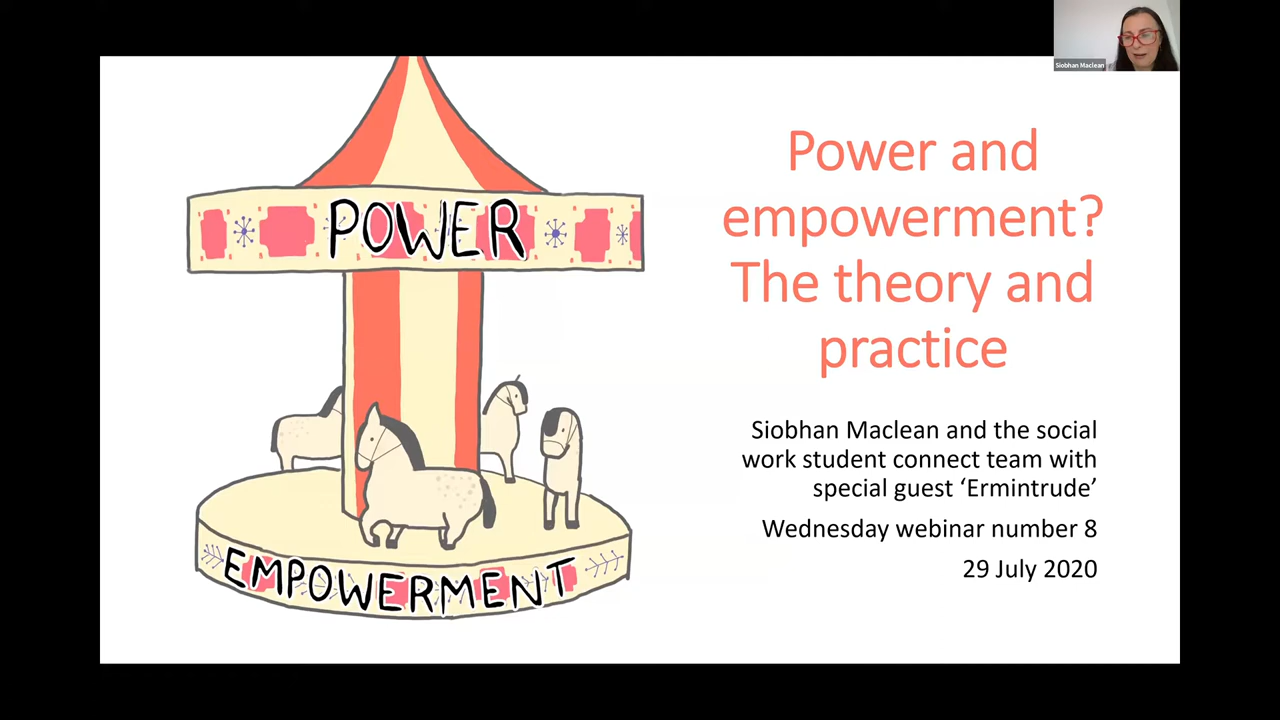 Siobhan Maclean
POWER
EMPOWERMENT
Power and
empowerment?
The theory and
practice
Siobhan Maclean and the social
work student connect team with
special guest ‘Ermintrude’
Wednesday webinar number 8
29 July 2020